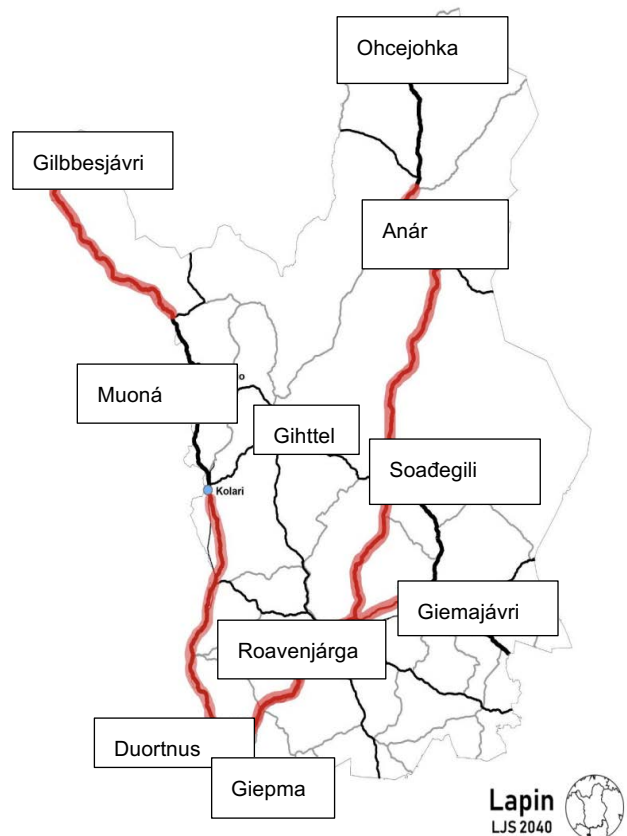 Ohcejohka
Gilbbesjávri
Anár
o
Muoná
Gihttel
Soađegili
Kolari
Giemajávri
Roavenjárga
Duortnus
Giepma
Lapin
LJS 2040